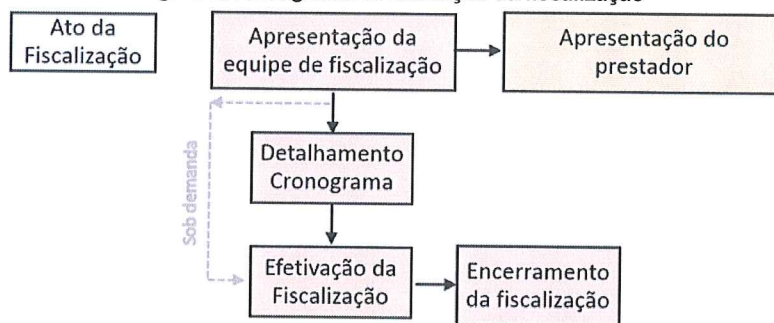 Ato da
Fiscalização
Apresentação da
equipe de fiscalização
Apresentação do
prestador
Sob demanda
Detalhamento
Cronograma
Efetivação da
Fiscalização
Encerramento
da fiscalização